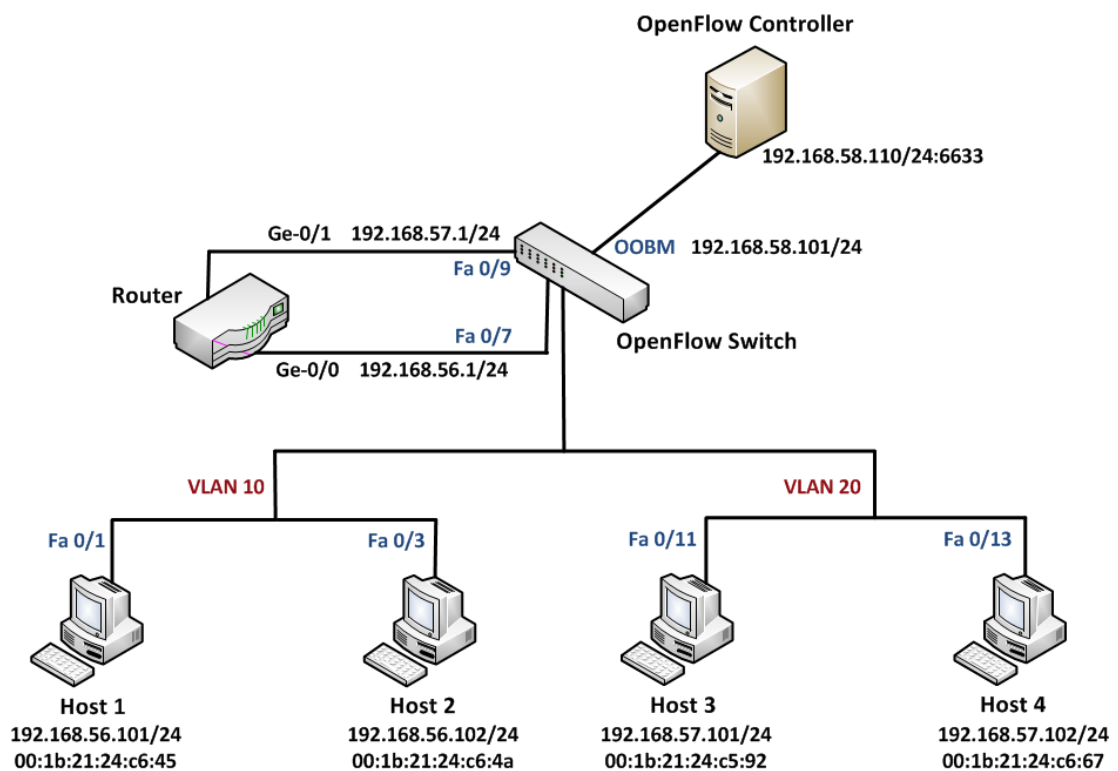 OpenFlow Controller
192.168.58.110/24:6633
Ge-0/1 192.168.57.1/24
OOBM 192.168.58.101/24
Fa 0/9
Router
Fa 0/7
OpenFlow Switch
Ge-0/0 192.168.56.1/24
VLAN 10
VLAN 20
Fa 0/1
Fa 0/3
Fa 0/11
Fa 0/13
Host 1
192.168.56.101/24
00:1b:21:24:c6:45
Host 2
192.168.56.102/24
00:1b:21:24:c6:4a
Host 3
192.168.57.101/24
00:1b:21:24:c5:92
Host 4
192.168.57.102/24
00:1b:21:24:c6:67